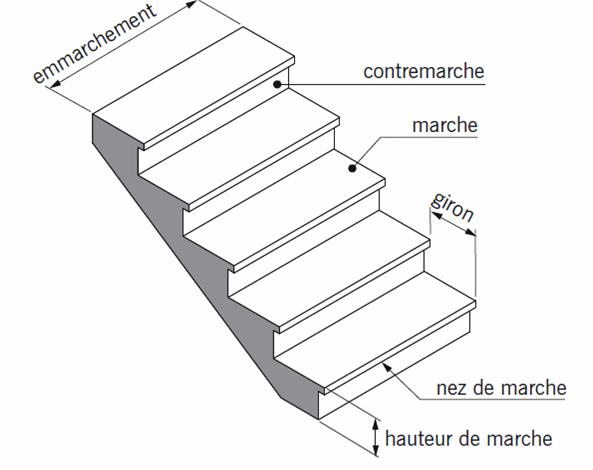 emmarchement
contremarche
marche
giron
nez de marche
hauteur de marche